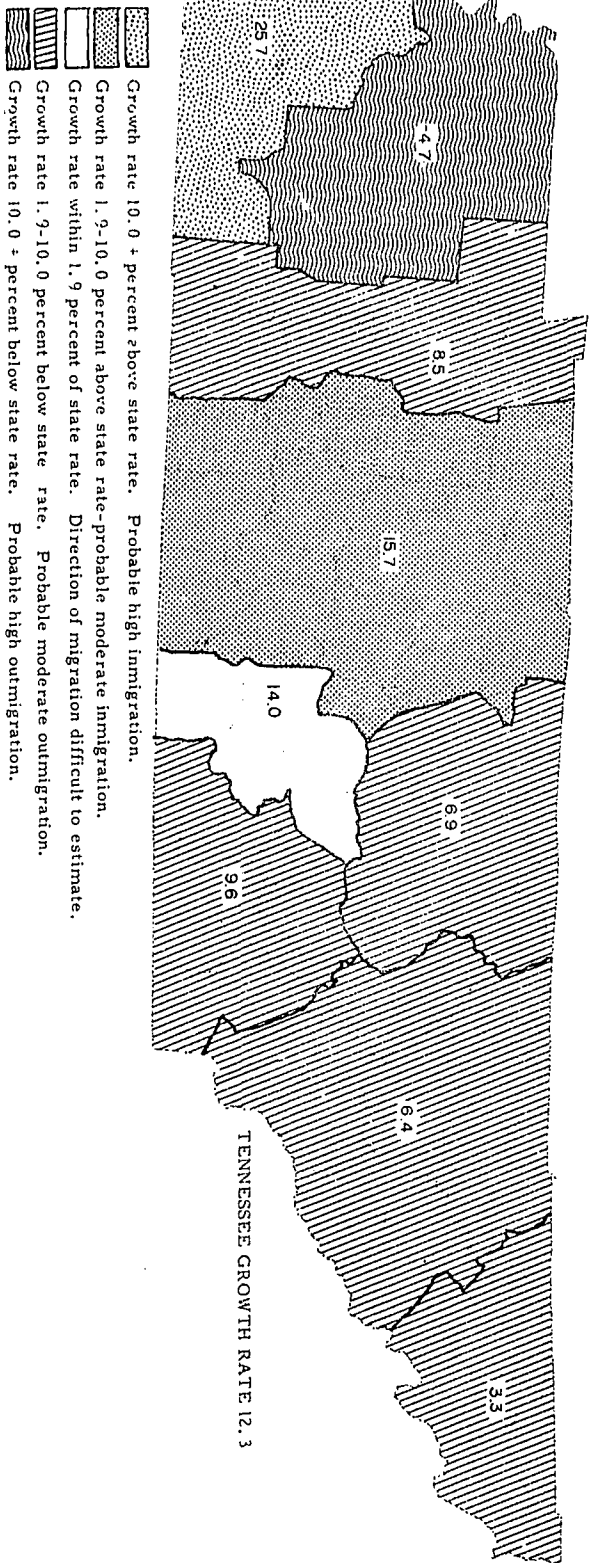 25.7
-4.7
8.5
15.7
14.0
6.9
9.6
6.4
3.3
TENNESSEE GROWTH RATE 12.3
Growth rate 10.0 + percent above state rate. Probable high inmigration.
Growth rate 1.9-10.0 percent above state rate-probable moderate inmigration.
Growth rate within 1.9 percent of state rate. Direction of migration difficult to estimate.
Growth rate 1.9-10.0 percent below state rate. Probable moderate outmigration.
Growth rate 10.0 + percent below state rate. Probable high outmigration.